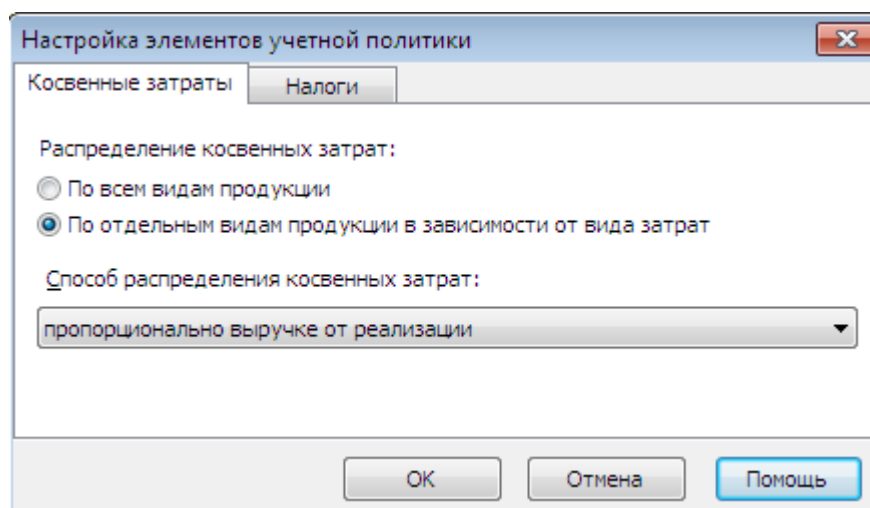 Настройка элементов учетной политики
Косвенные затраты
Налоги
Распределение косвенных затрат:
По всем видам продукции
По отдельным видам продукции в зависимости от вида затрат
Способ распределения косвенных затрат:
пропорционально выручке от реализации
ОК
Отмена
Помощь